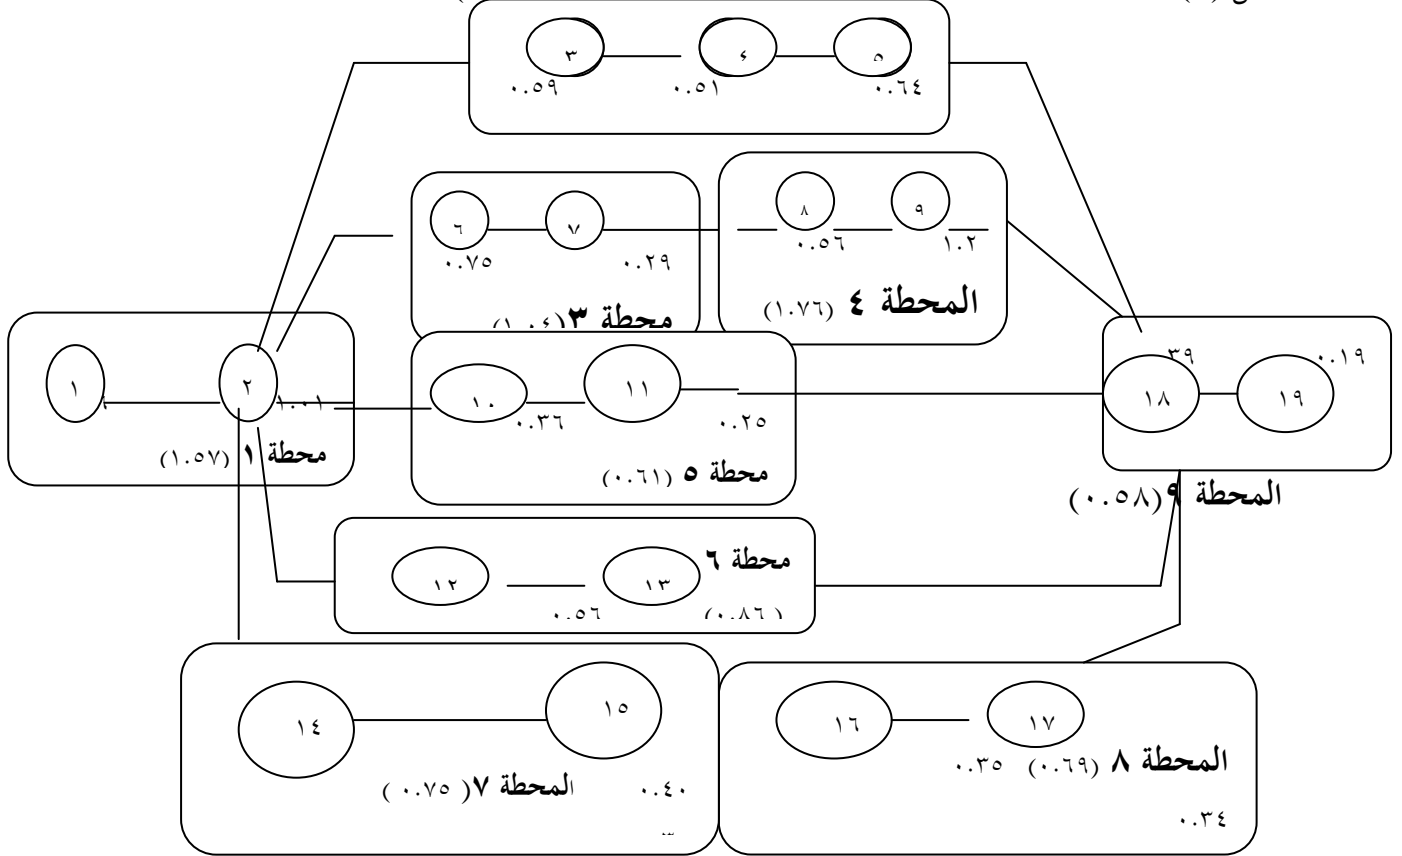 ٣ ٤ ٥
٠.٥٩ ٠.٥١ ٠.٦٤
٦ ٧
٠.٧٥ ٠.٢٩
محطة ٣(١.٠٤)
٨ ٩
٠.٥٦ ١.٢
المحطة ٤ (١.٧٦)
١ ٢
١.٠١
محطة ١ (١.٥٧)
١٠ ١١
٠.٣٦ ٠.٢٥
محطة ٥ (٠.٦١)
٣٩ ٠.١٩
١٨ ١٩
المحطة ٩(٠.٥٨)
محطة ٦
١٢ ١٣
٠.٥٦ (٠.٨٦)
١٤ ١٥
المحطة ٧(٠.٧٥)
٠.٤٠
١٦ ١٧
المحطة ٨ (٠.٦٩) ٠.٣٥
٠.٣٤